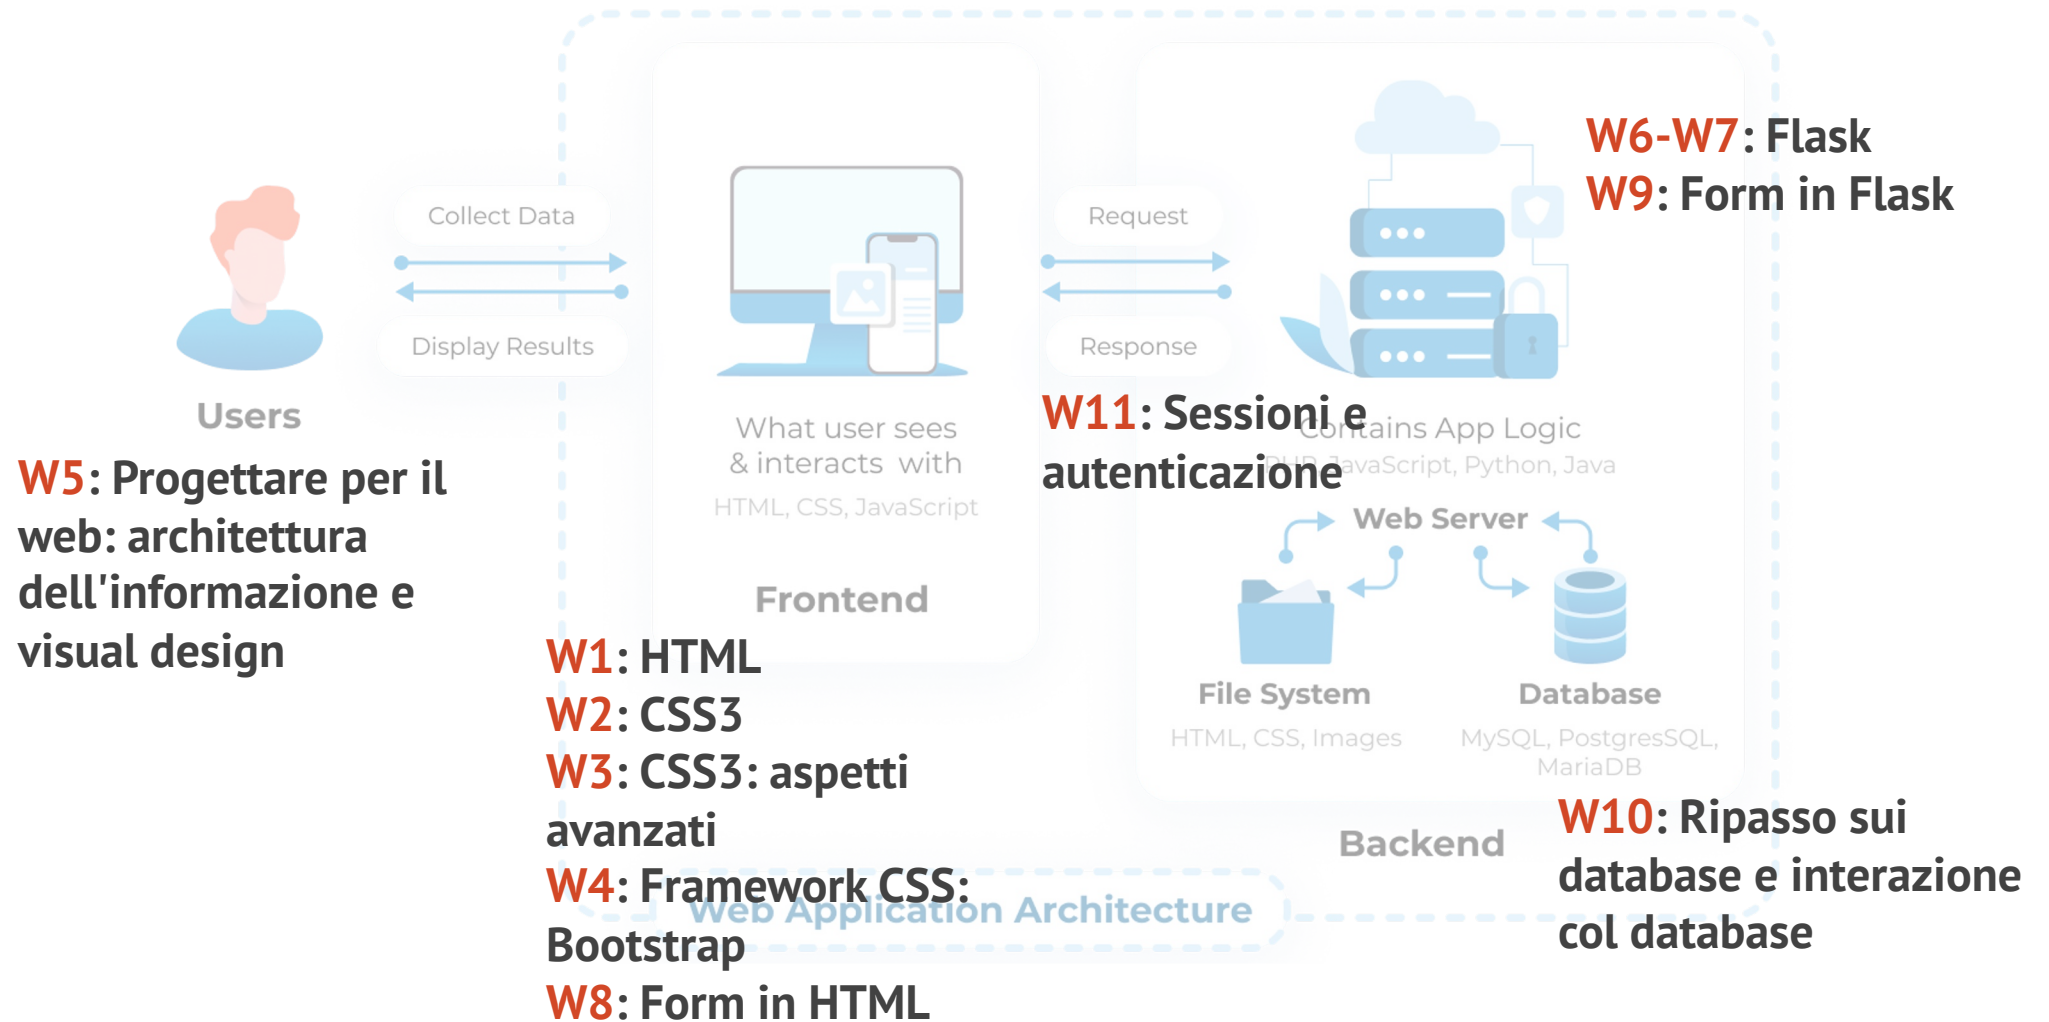 Collect Data
Display Results
Users
W5: Progettare per il
web: architettura
dell'informazione e
visual design
What user sees
& interacts with
HTML, CSS, JavaScript
Frontend
W1: HTML
W2: CSS3
W3: CSS3: aspetti
avanzati
W4: Framework CSS:
Bootstrap
W8: Form in HTML
Web Application Architecture
Request
Response
W11: Sessioni e
autenticazione
W6-W7: Flask
W9: Form in Flask
Contains App Logic
PHP, JavaScript, Python, Java
Web Server
File System
HTML, CSS, Images
Database
MySQL, PostgresSQL,
MariaDB
Backend
W10: Ripasso sui
database e interazione
col database